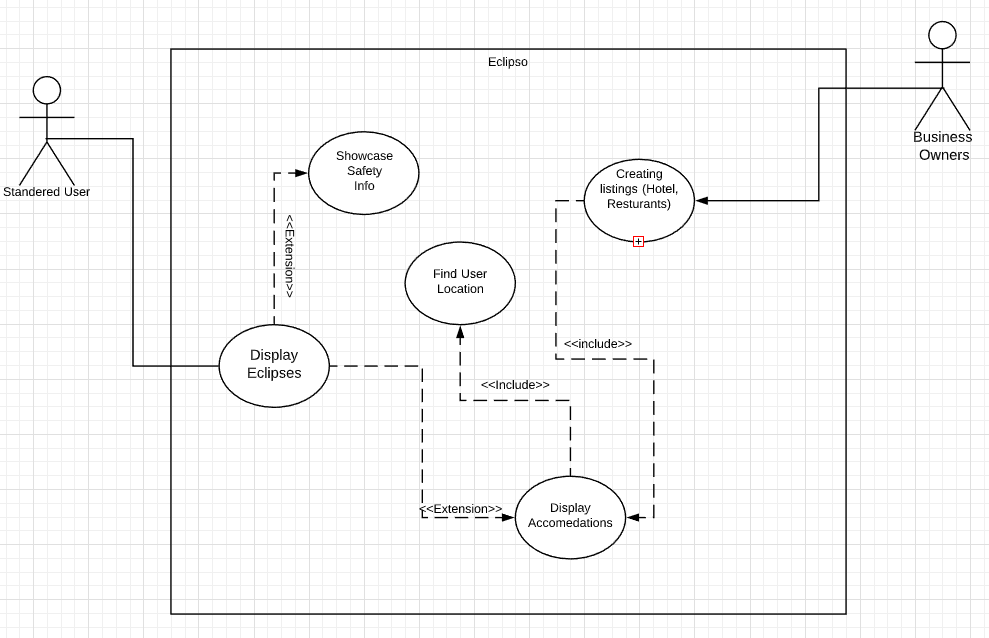 Eclipso
Standered User
Business
Owners
Showcase
Safety
Info
Creating
listings (Hotel,
Resturants)
+
<<Extension>>
Find User
Location
<<include>>
Display
Eclipses
<<Include>>
<<Extension>>
Display
Accomedations